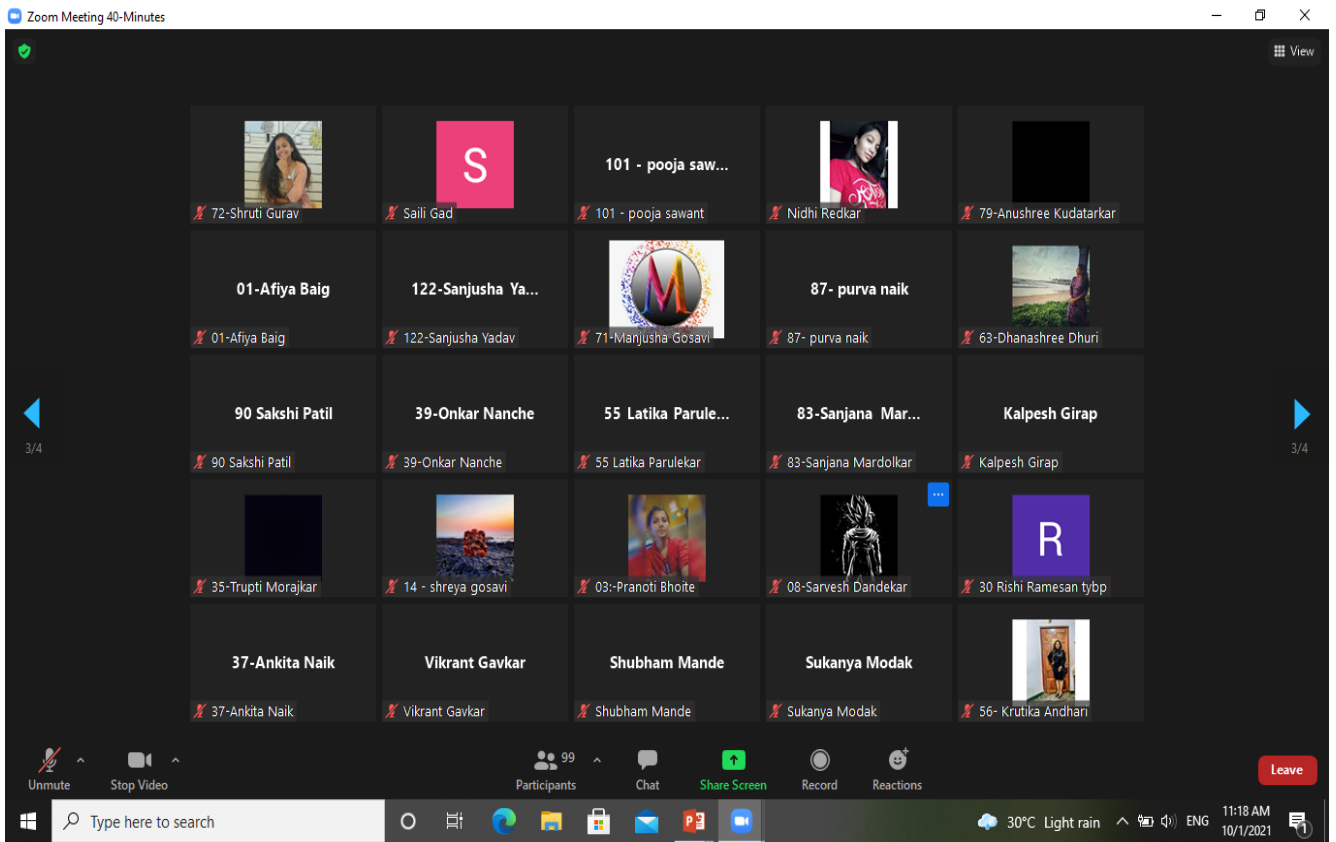 Zoom Meeting 40-Minutes
View
72-Shruti Gurav
S
Saili Gad
101 - pooja saw...
101 - pooja sawant
Nidhi Redkar
79-Anushree Kudatarkar
01-Afiya Baig
01-Afiya Baig
122-Sanjusha Ya...
122-Sanjusha Yadav
M
71-Manjusha Gosavi
87- purva naik
87- purva naik
63-Dhanashree Dhuri
90 Sakshi Patil
90 Sakshi Patil
39-Onkar Nanche
39-Onkar Nanche
55 Latika Parule...
55 Latika Parulekar
83-Sanjana Mar...
83-Sanjana Mardolkar
Kalpesh Girap
Kalpesh Girap
3/4
3/4
35-Trupti Morajkar
14 - shreya gosavi
03:-Pranoti Bhoite
08-Sarvesh Dandekar
R
30 Rishi Ramesan tybp
37-Ankita Naik
37-Ankita Naik
Vikrant Gavkar
Vikrant Gavkar
Shubham Mande
Shubham Mande
Sukanya Modak
Sukanya Modak
56- Krutika Andhari
Unmute
Stop Video
99
Participants
Chat
Share Screen
Record
Reactions
Leave
Type here to search
30°C Light rain
ENG
11:18 AM
10/1/2021
1